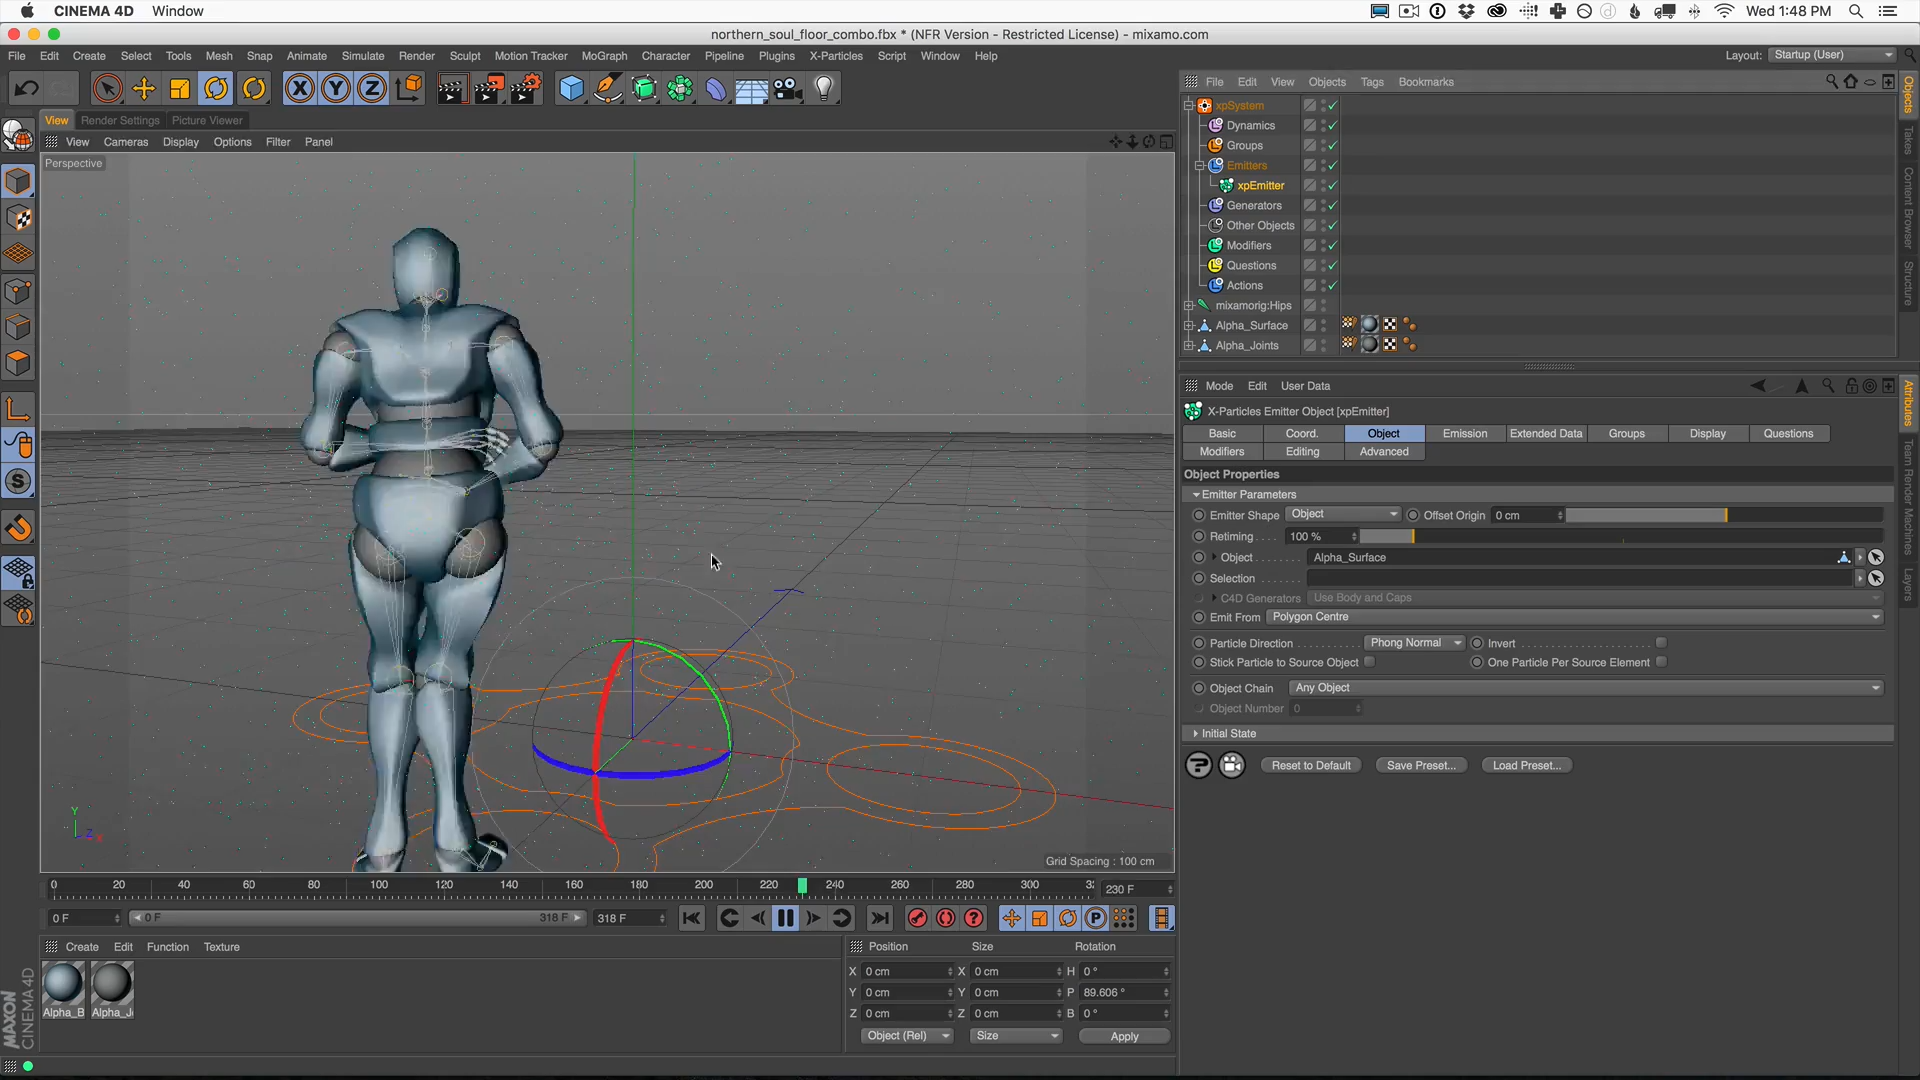 CINEMA 4D Window
Wed 1:48 PM
northern_soul_floor_combo.fbx * (NFR Version - Restricted License) - mixamo.com
File Edit Create Select Tools Mesh Snap Animate Simulate Render Sculpt Motion Tracker MoGraph Character Pipeline Plugins X-Particles Script Window Help
Layout: Startup (User)
File Edit View Objects Tags Bookmarks
View Render Settings Picture Viewer
View Cameras Display Options Filter Panel
Perspective
xpSystem
Dynamics
Groups
Emitters
xpEmitter
Generators
Other Objects
Modifiers
Questions
Actions
mixamorig:Hips
Alpha_Surface
Alpha_Joints
Objects
Takes
Content Browser
Structure
Mode Edit User Data
X-Particles Emitter Object [xpEmitter]
Basic Coord. Object Emission Extended Data Groups Display Questions
Modifiers Editing Advanced
Object Properties
Emitter Parameters
Emitter Shape Object Offset Origin 0 cm
Retiming 100 %
Object Alpha_Surface
Selection
C4D Generators Use Body and Caps
Emit From Polygon Centre
Particle Direction Phong Normal Invert
Stick Particle to Source Object One Particle Per Source Element
Object Chain Any Object
Object Number 0
Initial State
Reset to Default Save Preset... Load Preset...
Attributes
Team Render Machines
Layers
X Y Z
S
Y
Z X
Grid Spacing : 100 cm
0 20 40 60 80 100 120 140 160 180 200 220 240 260 280 300 230 F
0 F 0 F 318 F 318 F
P
Create Edit Function Texture
Alpha_B Alpha_J
Position Size Rotation
X 0 cm X 0 cm H 0 °
Y 0 cm Y 0 cm P 89.606 °
Z 0 cm Z 0 cm B 0 °
Object (Rel) Size Apply
MAXON
CINEMA 4D